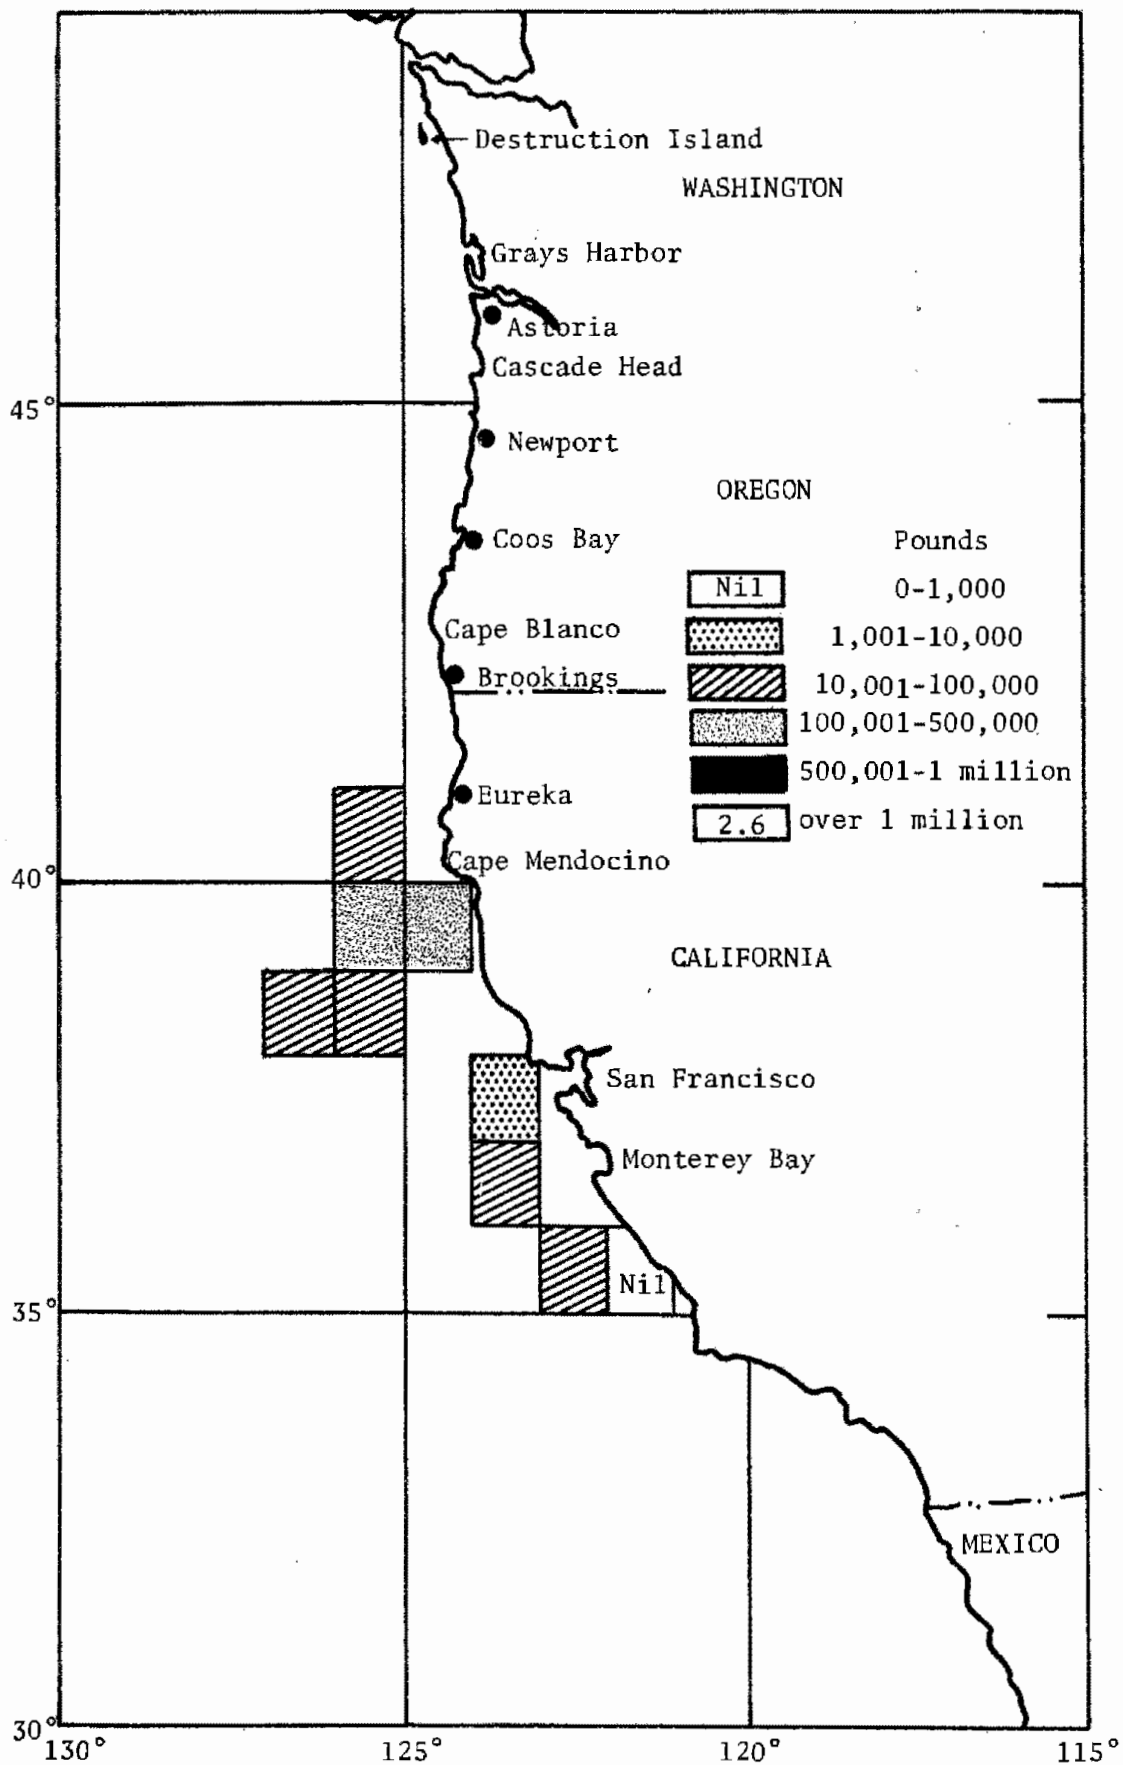 Destruction Island
WASHINGTON
Grays Harbor
Astoria
Cascade Head
45°
Newport
OREGON
Coos Bay
Pounds
Nil 0-1,000
Cape Blanco
1,001-10,000
Brookings
10,001-100,000
100,001-500,000
500,001-1 million
Eureka
2.6 over 1 million
Cape Mendocino
40°
CALIFORNIA
San Francisco
Monterey Bay
Nil
35°
MEXICO
30°
130° 125° 120° 115°